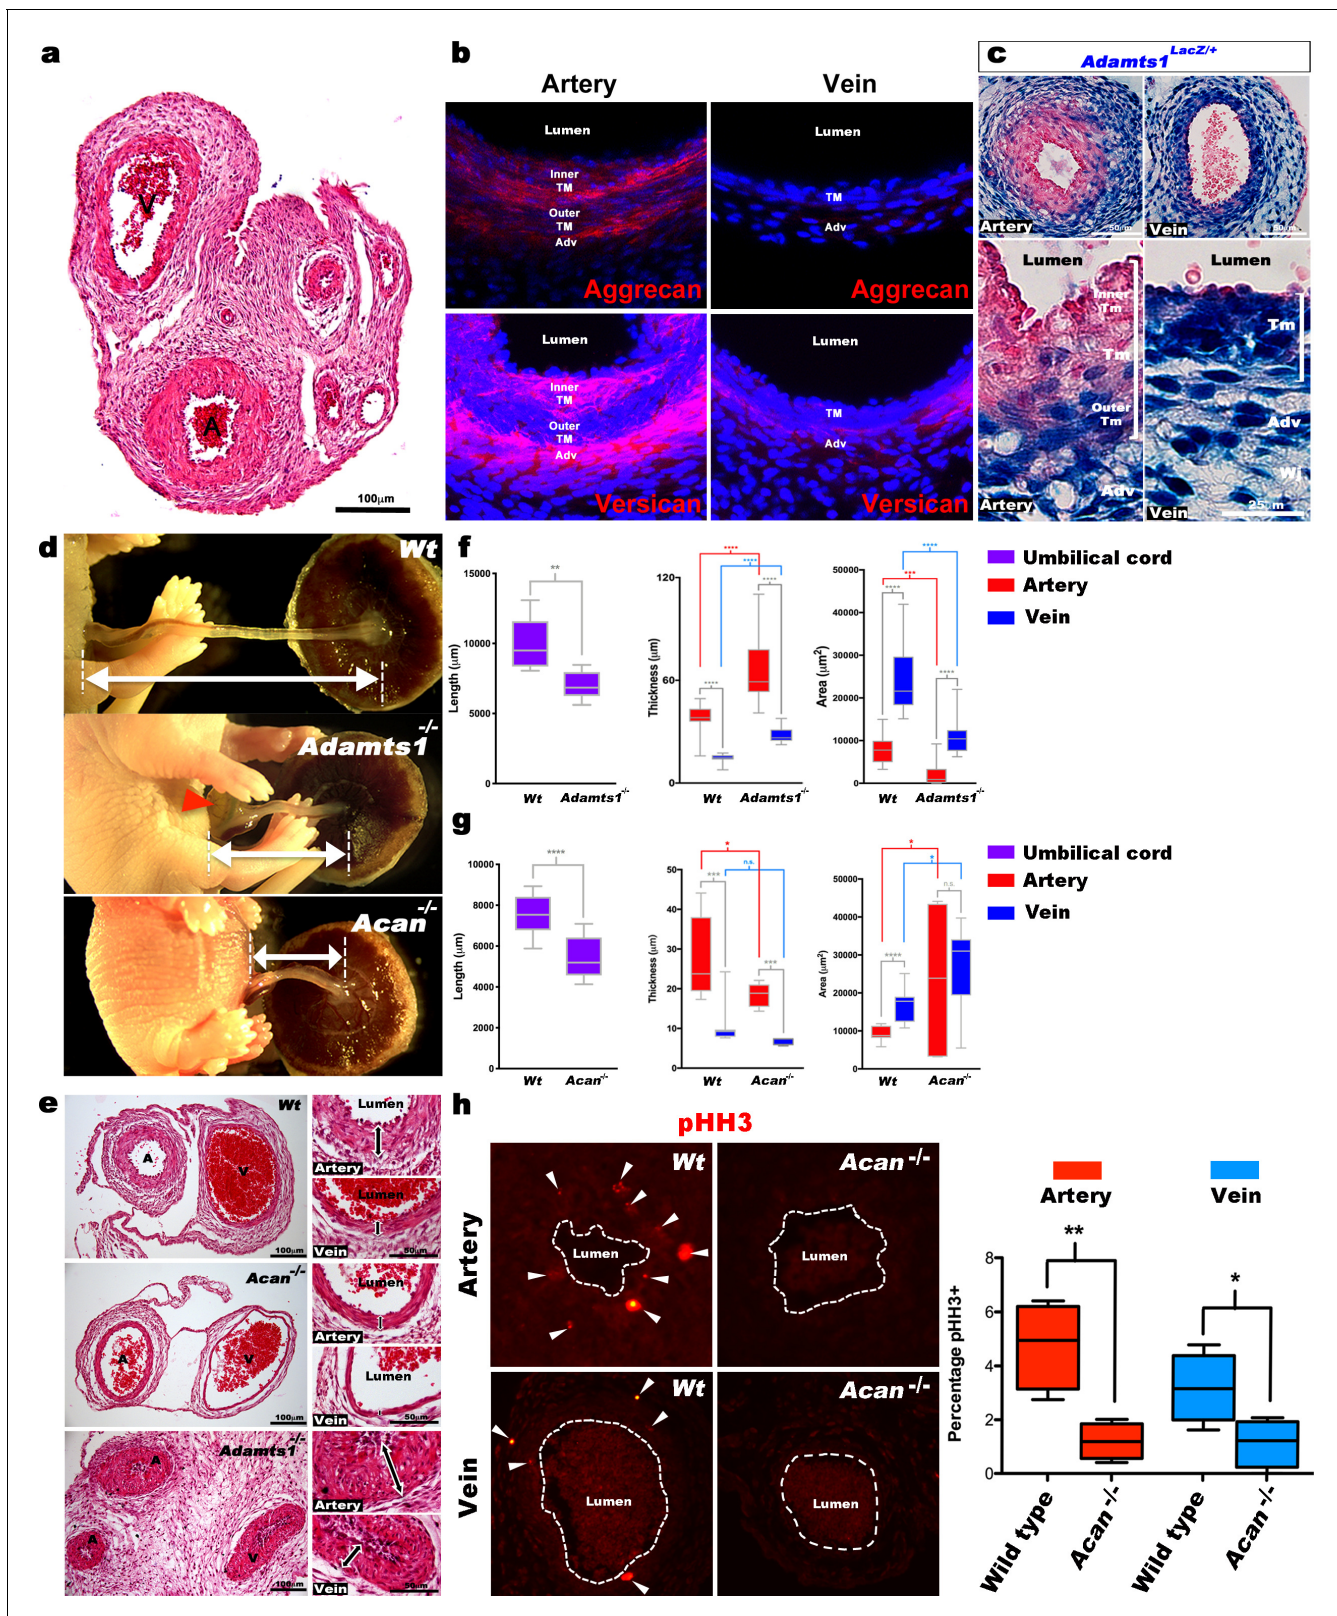 a
V
A
100μm
b
Artery
Vein
Lumen
Inner
TM
Outer
TM
Adv
Aggrecan
Lumen
TM
Adv
Aggrecan
Lumen
Inner
TM
Outer
TM
Adv
Versican
Lumen
TM
Adv
Versican
c
Adamts1 LacZ/+
Artery
50μm
Vein
50μm
Lumen
Inner
Tm
Tm
Outer
Tm
Adv
Artery
Lumen
Tm
Adv
Wj
Vein
25μm
d
Wt
Adamts1 -/-
Acan -/-
e
Wt
A
V
100μm
Lumen
Artery
Lumen
Vein
50μm
Acan -/-
A
V
100μm
Lumen
Artery
Lumen
Vein
50μm
Adamts1 -/-
A
A
V
100μm
Artery
Vein
50μm
f
Length (μm)
15000
10000
5000
0
**
Wt
Adamts1 -/-
Thickness (μm)
120
60
0
****
****
****
****
Wt
Adamts1 -/-
Area (μm2)
50000
40000
30000
20000
10000
0
****
***
****
****
Wt
Adamts1 -/-
Umbilical cord
Artery
Vein
g
Length (μm)
10000
8000
6000
4000
2000
0
****
Wt
Acan -/-
Thickness (μm)
50
40
30
20
10
0
*
n.s.
***
***
Wt
Acan -/-
Area (μm2)
50000
40000
30000
20000
10000
0
*
*
n.s.
****
Wt
Acan -/-
Umbilical cord
Artery
Vein
h
pHH3
Artery
Wt
Lumen
Acan -/-
Lumen
Vein
Wt
Lumen
Acan -/-
Lumen
Artery
Vein
Percentage pHH3+
8
6
4
2
0
**
*
Wild type
Acan -/-
Wild type
Acan -/-